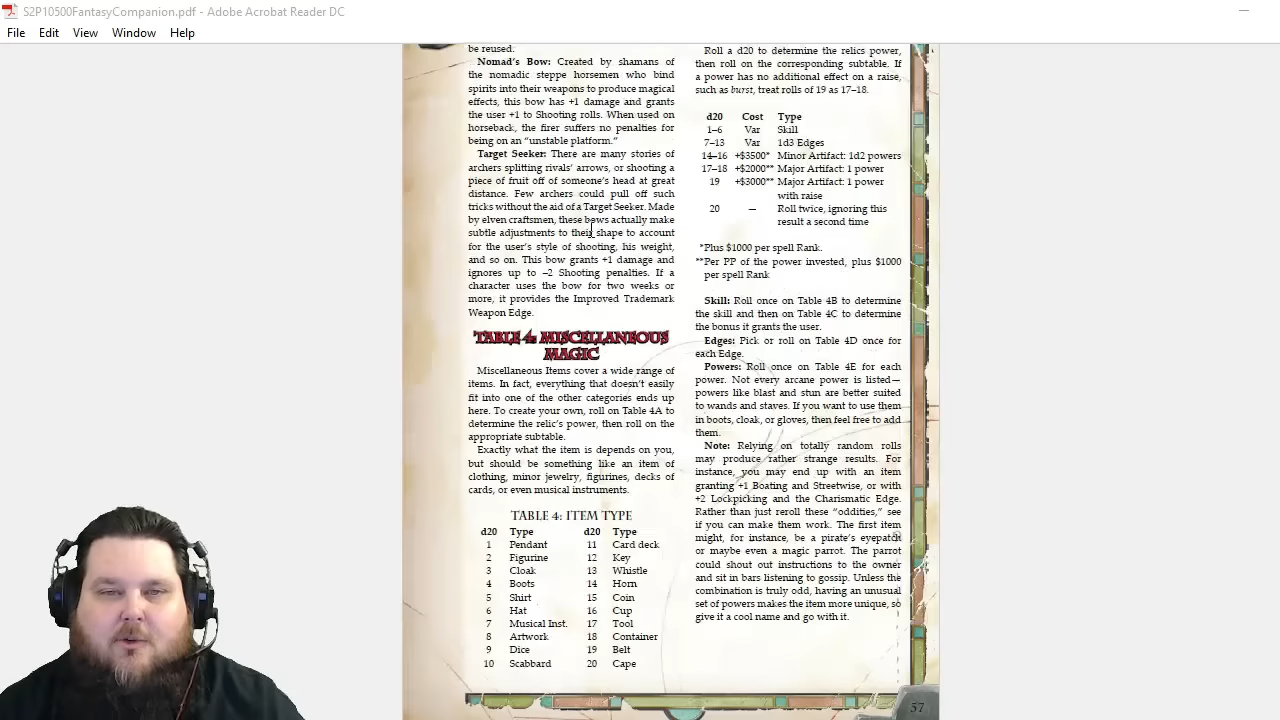 S2P10500FantasyCompanion.pdf - Adobe Acrobat Reader DC
File Edit View Window Help
be reused.
Nomad's Bow: Created by shamans of
the nomadic steppe horsemen who bind
spirits into their weapons to produce magical
effects, this bow has +1 damage and grants
the user +1 to Shooting rolls. When used on
horseback, the firer suffers no penalties for
being on an "unstable platform."
Target Seeker: There are many stories of
archers splitting rivals' arrows, or shooting a
piece of fruit off of someone's head at great
distance. Few archers could pull off such
tricks without the aid of a Target Seeker. Made
by elven craftsmen, these bows actually make
subtle adjustments to their shape to account
for the user's style of shooting, his weight,
and so on. This bow grants +1 damage and
ignores up to –2 Shooting penalties. If a
character uses the bow for two weeks or
more, it provides the Improved Trademark
Weapon Edge.
TABLE 4: MISCELLANEOUS
MAGIC
Miscellaneous Items cover a wide range of
items. In fact, everything that doesn't easily
fit into one of the other categories ends up
here. To create your own, roll on Table 4A to
determine the relic's power, then roll on the
appropriate subtable.
Exactly what the item is depends on you,
but should be something like an item of
clothing, minor jewelry, figurines, decks of
cards, or even musical instruments.
TABLE 4: ITEM TYPE
d20 Type d20 Type
1 Pendant 11 Card deck
2 Figurine 12 Key
3 Cloak 13 Whistle
4 Boots 14 Horn
5 Shirt 15 Coin
6 Hat 16 Cup
7 Musical Inst. 17 Tool
8 Artwork 18 Container
9 Dice 19 Belt
10 Scabbard 20 Cape
Roll a d20 to determine the relics power,
then roll on the corresponding subtable. If
a power has no additional effect on a raise,
such as burst, treat rolls of 19 as 17–18.
d20 Cost Type
1–6 Var Skill
7–13 Var 1d3 Edges
14–16 +$3500* Minor Artifact: 1d2 powers
17–18 +$2000** Major Artifact: 1 power
19 +$3000** Major Artifact: 1 power
with raise
20 — Roll twice, ignoring this
result a second time
*Plus $1000 per spell Rank.
**Per PP of the power invested, plus $1000
per spell Rank
Skill: Roll once on Table 4B to determine
the skill and then on Table 4C to determine
the bonus it grants the user.
Edges: Pick or roll on Table 4D once for
each Edge.
Powers: Roll once on Table 4E for each
power. Not every arcane power is listed—
powers like blast and stun are better suited
to wands and staves. If you want to use them
in boots, cloak, or gloves, then feel free to add
them.
Note: Relying on totally random rolls
may produce rather strange results. For
instance, you may end up with an item
granting +1 Boating and Streetwise, or with
+2 Lockpicking and the Charismatic Edge.
Rather than just reroll these "oddities," see
if you can make them work. The first item
might, for instance, be a pirate's eyepatch
or maybe even a magic parrot. The parrot
could shout out instructions to the owner
and sit in bars listening to gossip. Unless the
combination is truly odd, having an unusual
set of powers makes the item more unique, so
give it a cool name and go with it.
57